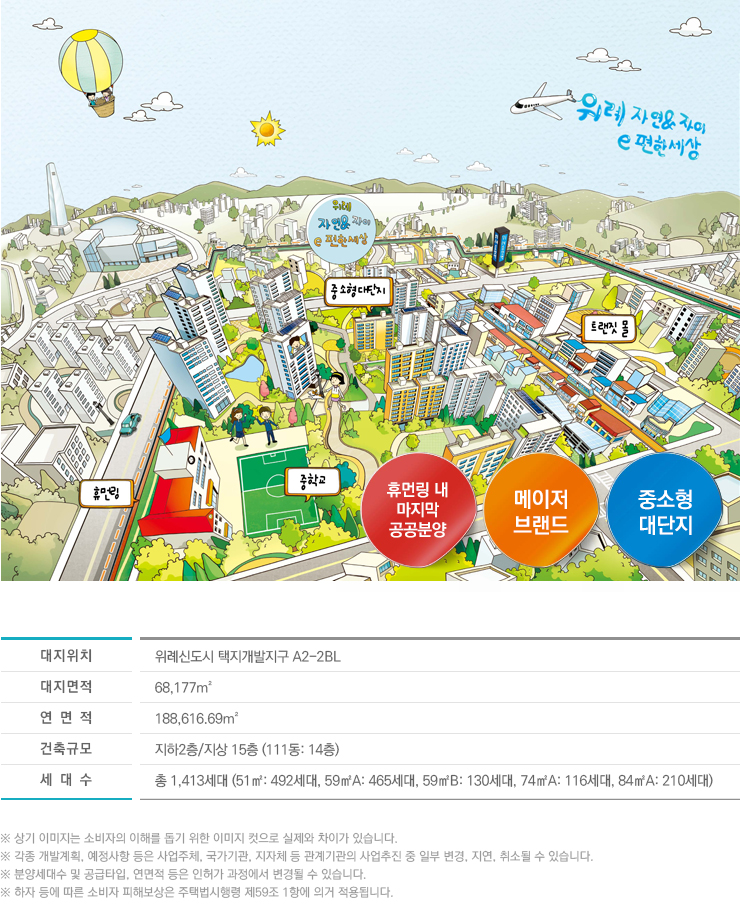 위례 자연& 자이
e편한세상
위례
자연& 자이
e편한세상
중소형대단지
트랜짓 몰
휴먼링
중학교
휴먼링 내
마지막
공공분양
메이저
브랜드
중소형
대단지
대지위치 위례신도시 택지개발지구 A2-2BL
대지면적 68,177㎡
연 면 적 188,616.69㎡
건축규모 지하2층/지상 15층 (111동: 14층)
세 대 수 총 1,413세대 (51㎡: 492세대, 59㎡A: 465세대, 59㎡B: 130세대, 74㎡A: 116세대, 84㎡A: 210세대)
※ 상기 이미지는 소비자의 이해를 돕기 위한 이미지 컷으로 실제와 차이가 있습니다.
※ 각종 개발계획, 예정사항 등은 사업주체, 국가기관, 지자체 등 관계기관의 사업추진 중 일부 변경, 지연, 취소될 수 있습니다.
※ 분양세대수 및 공급타입, 연면적 등은 인허가 과정에서 변경될 수 있습니다.
※ 하자 등에 따른 소비자 피해보상은 주택법시행령 제59조 1항에 의거 적용됩니다.